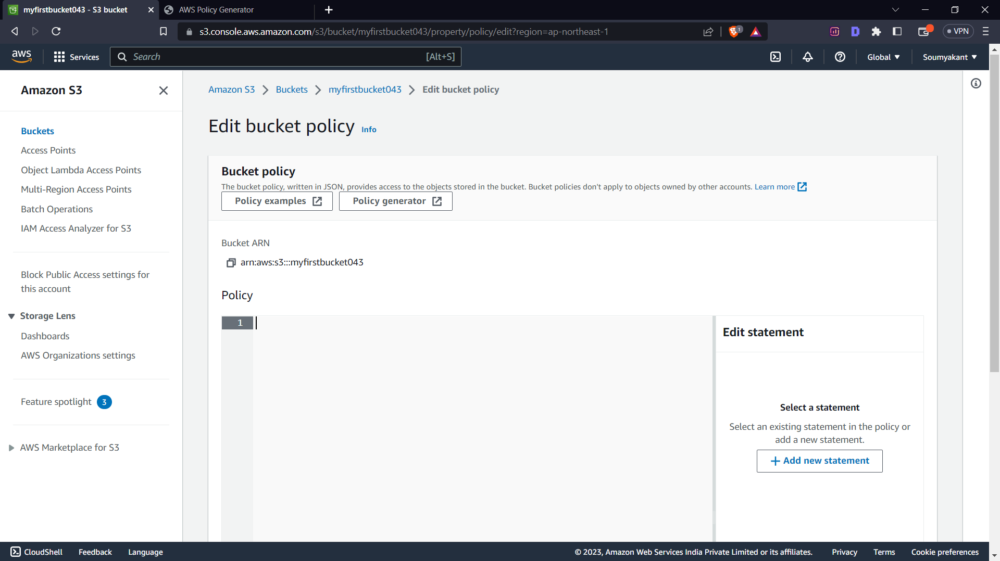 myfirstbucket043 - S3 bucket
AWS Policy Generator
s3.console.aws.amazon.com/s3/bucket/myfirstbucket043/property/policy/edit?region=ap-northeast-1
1
VPN
aws
Services
Search
[Alt+S]
Global
Soumyakant
Amazon S3
Buckets
Access Points
Object Lambda Access Points
Multi-Region Access Points
Batch Operations
IAM Access Analyzer for S3
Block Public Access settings for
this account
Storage Lens
Dashboards
AWS Organizations settings
Feature spotlight 3
AWS Marketplace for S3
Amazon S3 > Buckets > myfirstbucket043 > Edit bucket policy
Edit bucket policy Info
Bucket policy
The bucket policy, written in JSON, provides access to the objects stored in the bucket. Bucket policies don't apply to objects owned by other accounts. Learn more
Policy examples
Policy generator
Bucket ARN
arn:aws:s3:::myfirstbucket043
Policy
1
Edit statement
Select a statement
Select an existing statement in the policy or
add a new statement.
+ Add new statement
CloudShell
Feedback
Language
© 2023, Amazon Web Services India Private Limited or its affiliates.
Privacy
Terms
Cookie preferences